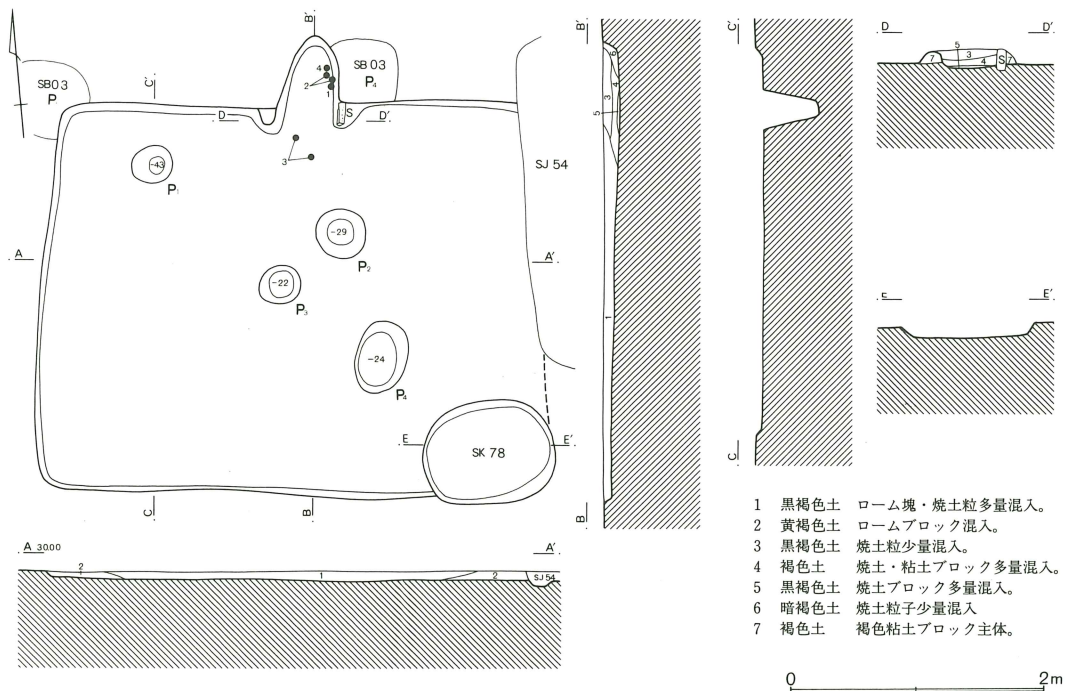 B'
C'
SB03
P
SB03
P4
4
2
1
S
D
D'
3
-43
P1
SJ 54
-29
P2
A
A'
-22
P3
-24
P4
E
E'
SK 78
C
B
A 30.00
A'
2
1
2
SJ 54
B'
6
4
3
5
1
B
C'
C
D
D'
5
3
7
4
S
7
E
E'
1 黒褐色土 ローム塊・焼土粒多量混入。
2 黄褐色土 ロームブロック混入。
3 黒褐色土 焼土粒少量混入。
4 褐色土 焼土・粘土ブロック多量混入。
5 黒褐色土 焼土ブロック多量混入。
6 暗褐色土 焼土粒子少量混入
7 褐色土 褐色粘土ブロック主体。
0 2m